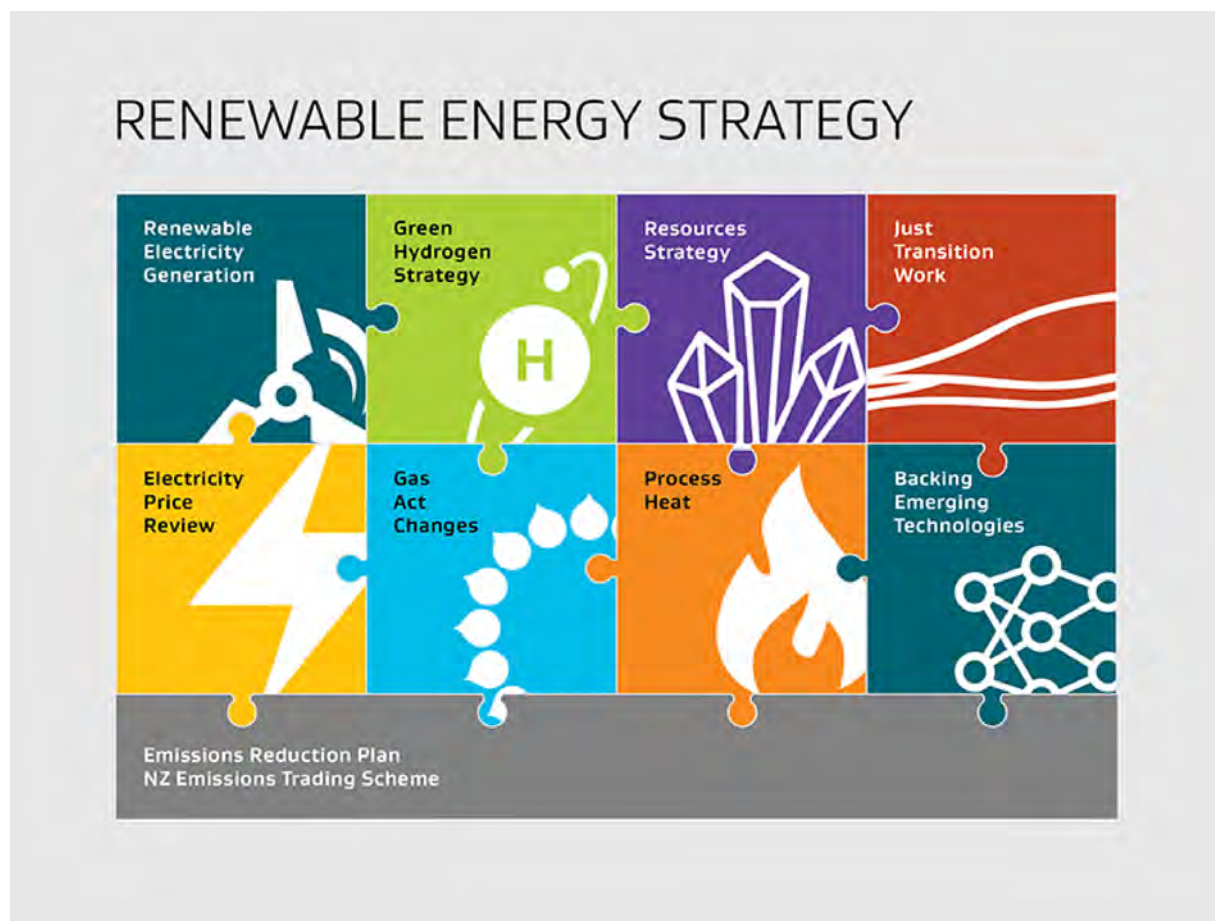 RENEWABLE ENERGY STRATEGY
Renewable
Electricity
Generation
Green
Hydrogen
Strategy
H
Resources
Strategy
Just
Transition
Work
Electricity
Price
Review
Gas
Act
Changes
Process
Heat
Backing
Emerging
Technologies
Emissions Reduction Plan
NZ Emissions Trading Scheme